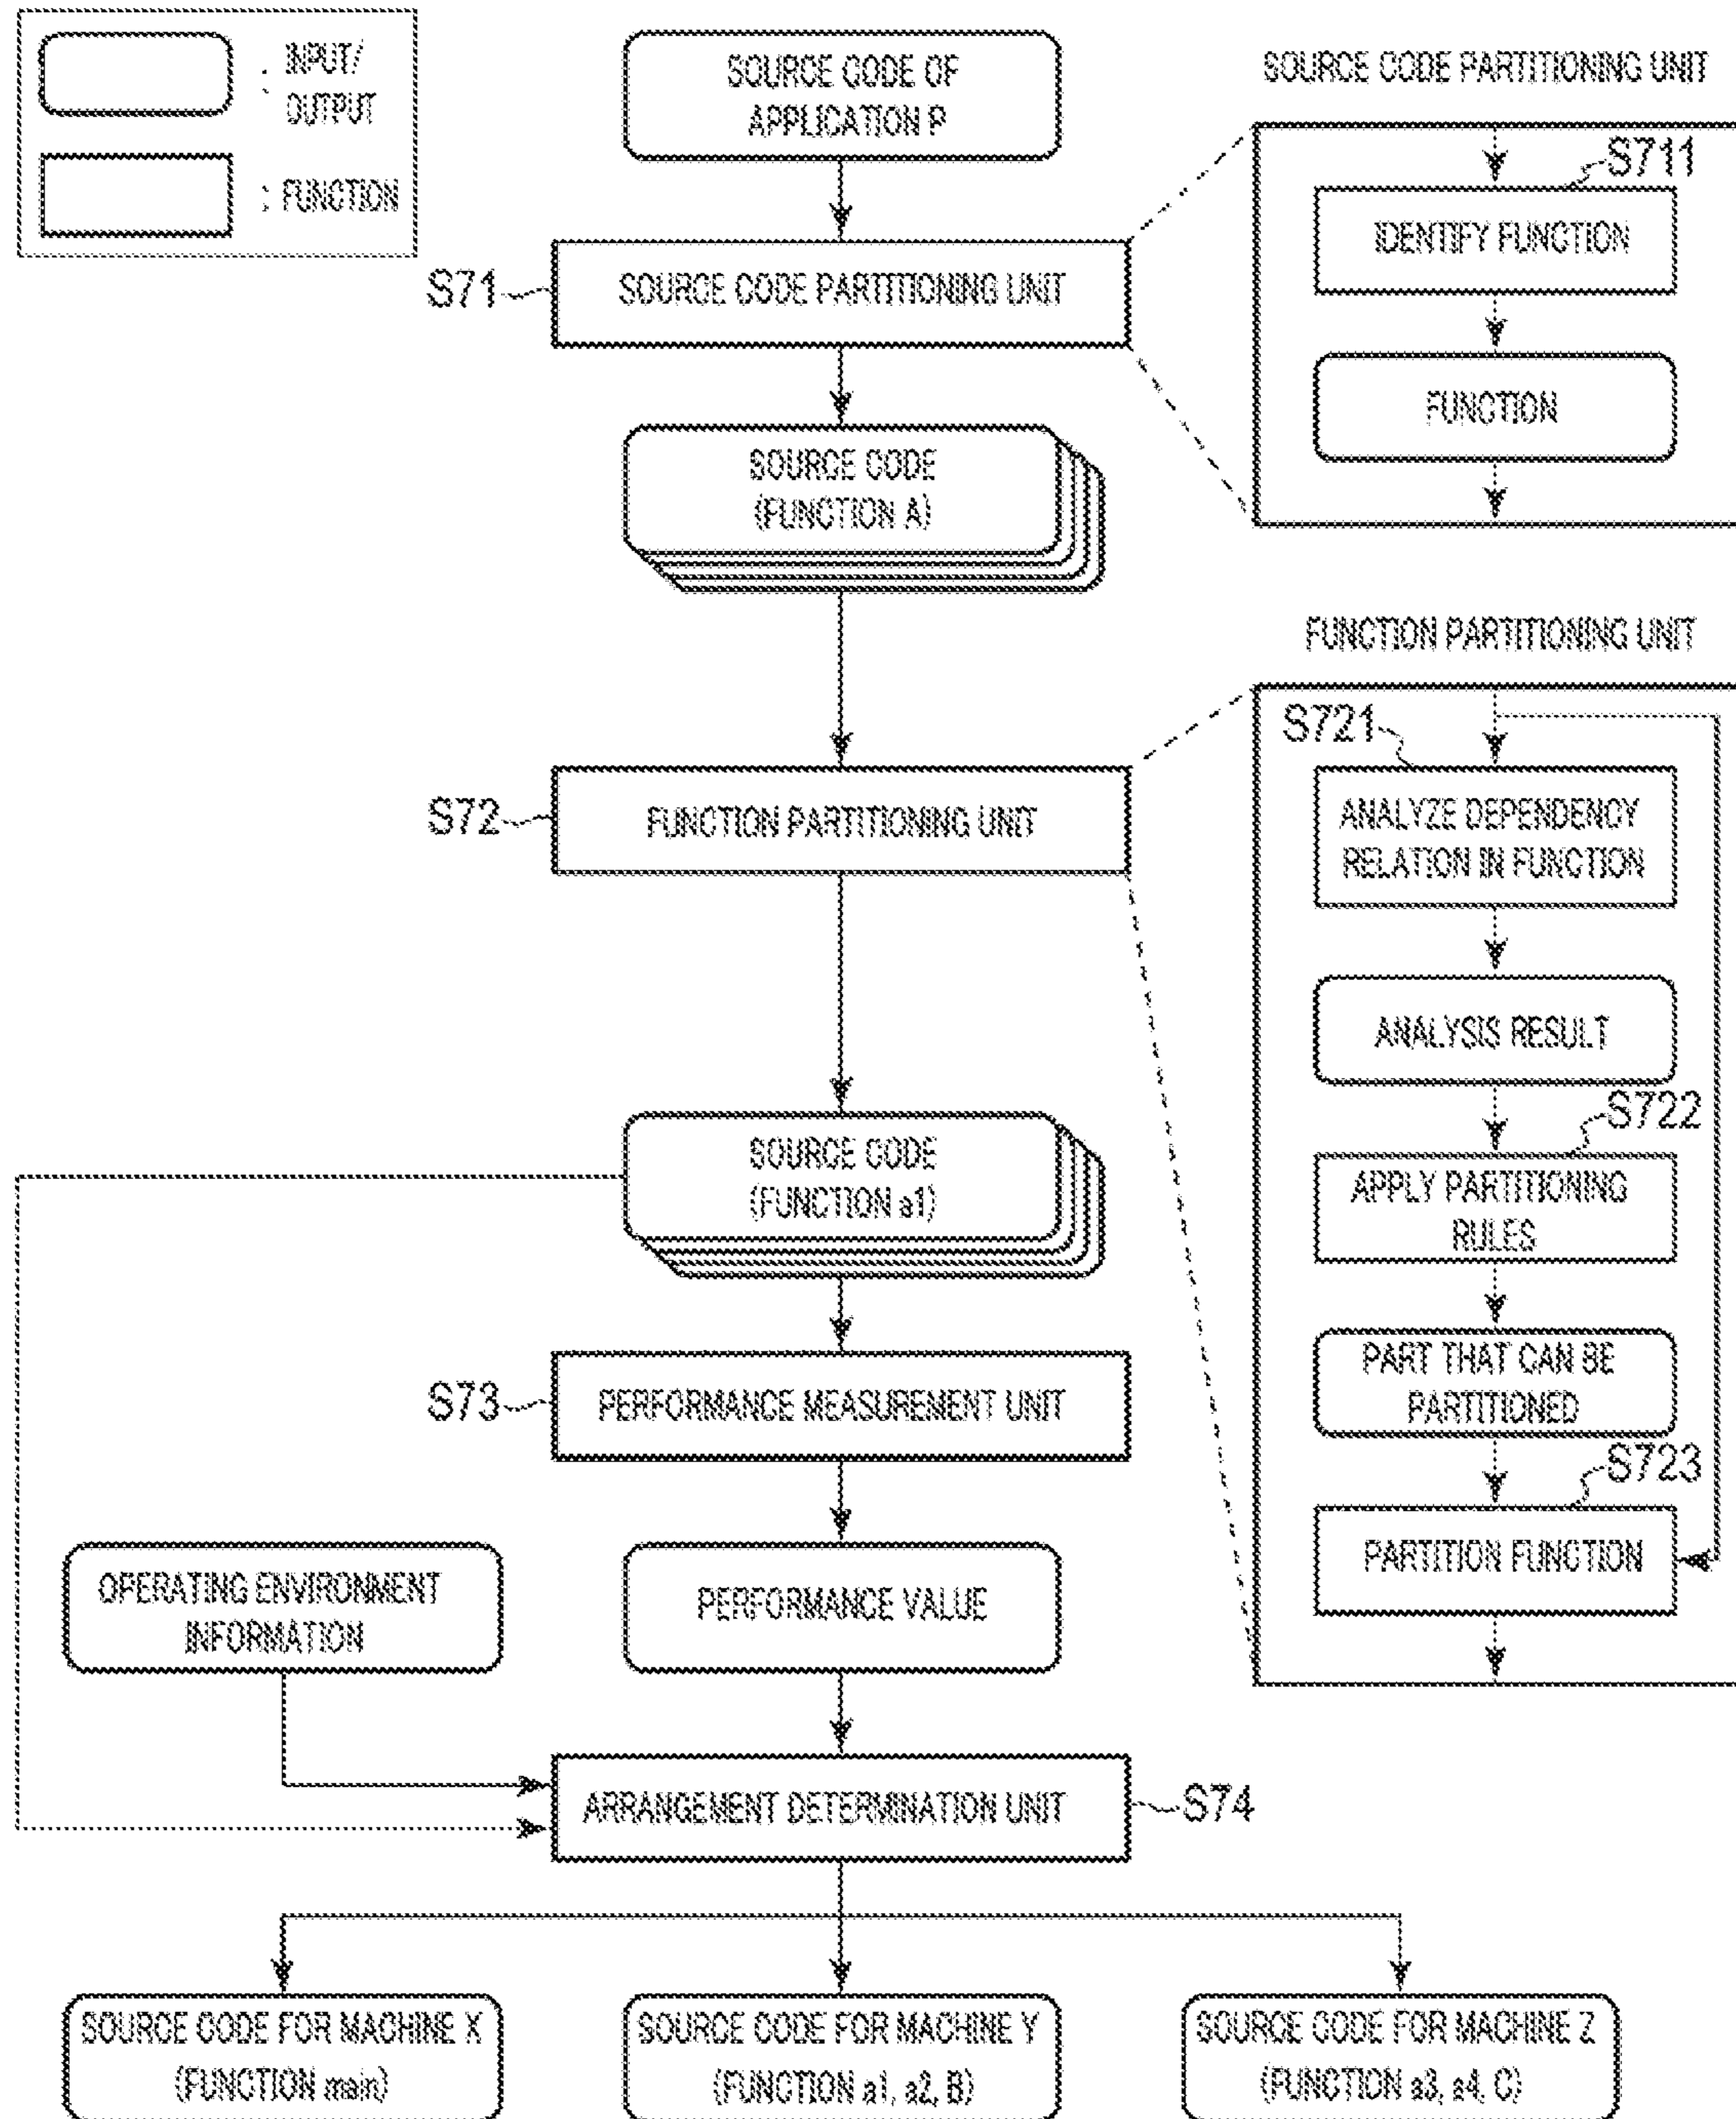 : INPUT/
OUTPUT
: FUNCTION
SOURCE CODE OF
APPLICATION P
S71
SOURCE CODE PARTITIONING UNIT
SOURCE CODE
(FUNCTION A)
S72
FUNCTION PARTITIONING UNIT
SOURCE CODE
(FUNCTION a1)
S73
PERFORMANCE MEASUREMENT UNIT
OPERATING ENVIRONMENT
INFORMATION
PERFORMANCE VALUE
ARRANGEMENT DETERMINATION UNIT
S74
SOURCE CODE FOR MACHINE X
(FUNCTION main)
SOURCE CODE FOR MACHINE Y
(FUNCTION a1, a2, B)
SOURCE CODE FOR MACHINE Z
(FUNCTION a3, a4, C)
SOURCE CODE PARTITIONING UNIT
S711
IDENTIFY FUNCTION
FUNCTION
FUNCTION PARTITIONING UNIT
S721
ANALYZE DEPENDENCY
RELATION IN FUNCTION
ANALYSIS RESULT
S722
APPLY PARTITIONING
RULES
PART THAT CAN BE
PARTITIONED
S723
PARTITION FUNCTION